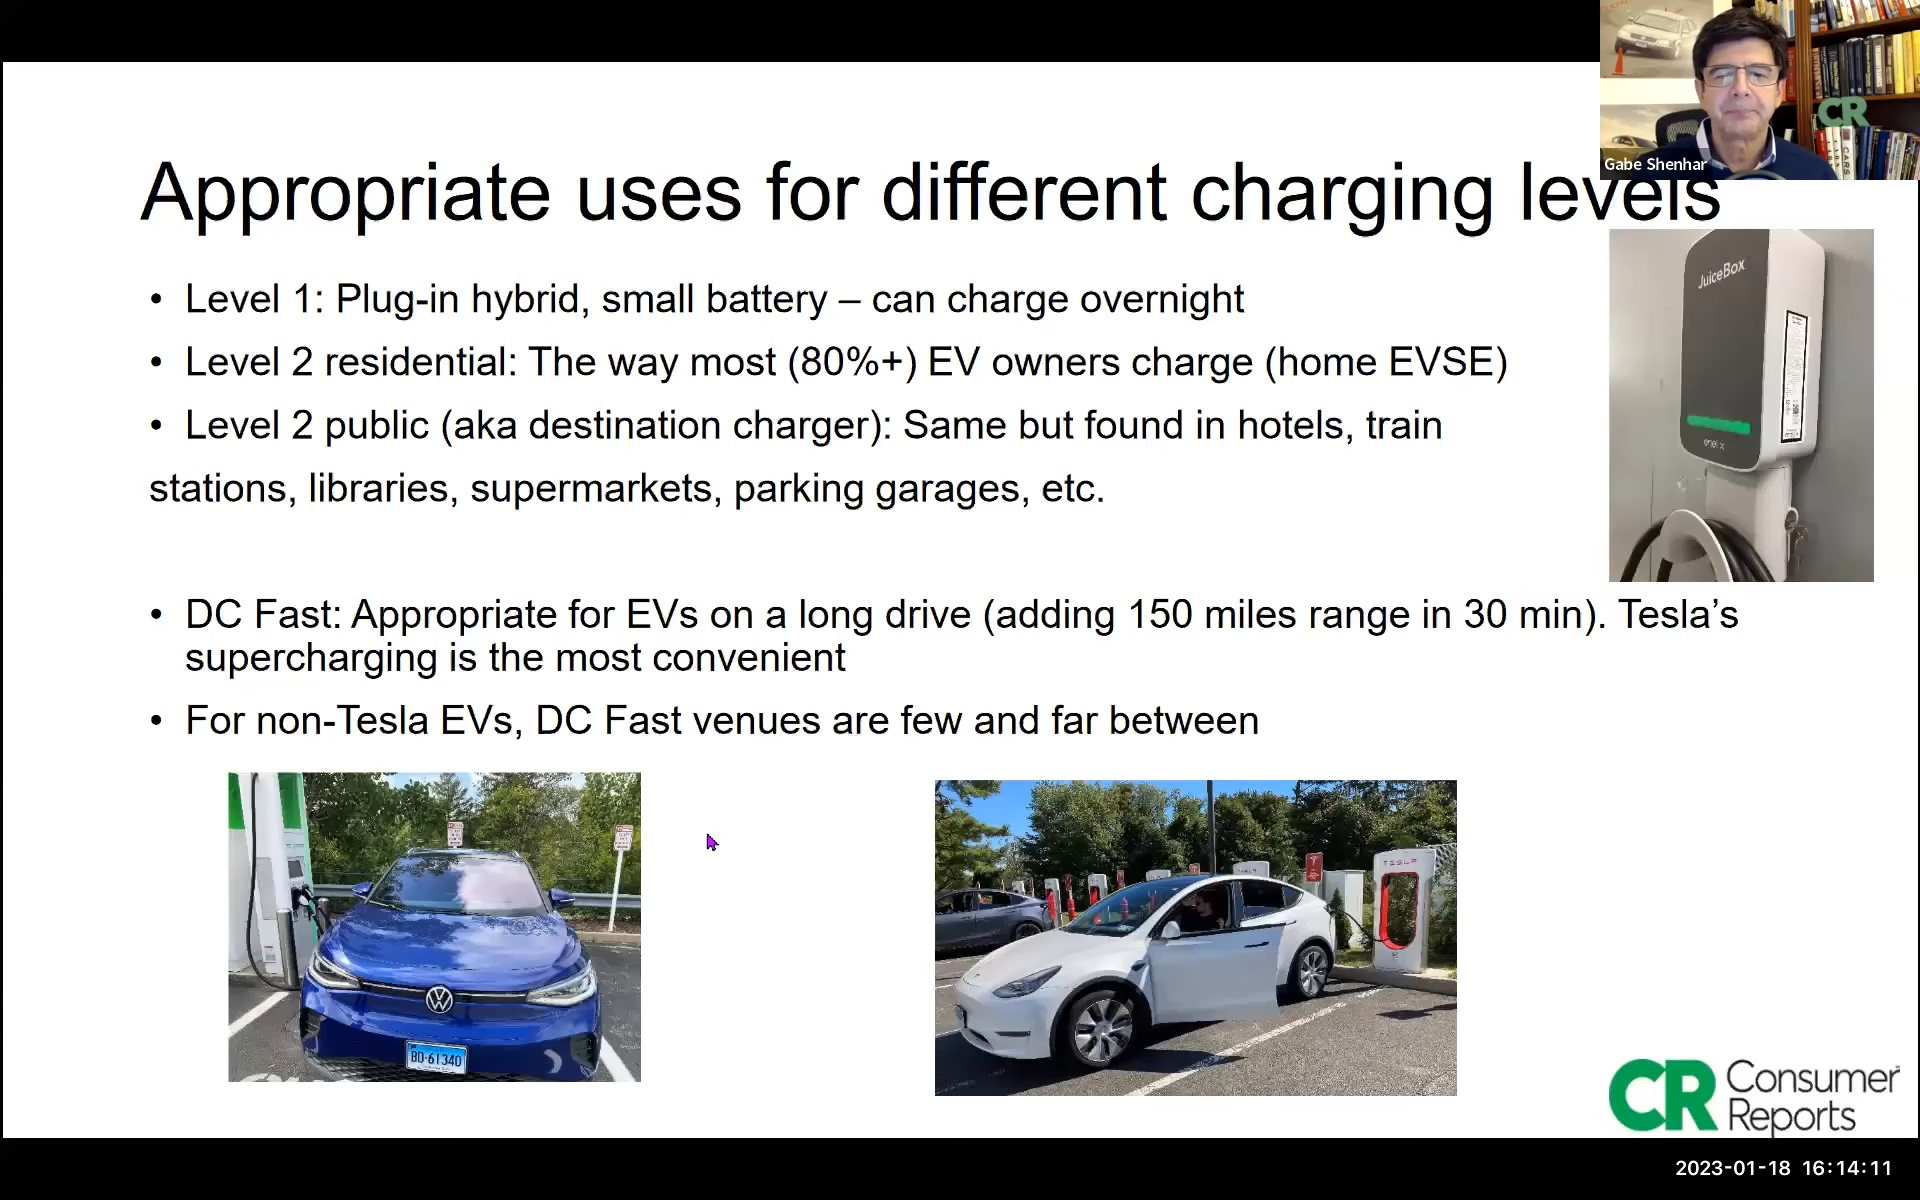 CR
Gabe Shenhar
Appropriate uses for different charging levels
• Level 1: Plug-in hybrid, small battery – can charge overnight
• Level 2 residential: The way most (80%+) EV owners charge (home EVSE)
• Level 2 public (aka destination charger): Same but found in hotels, train
stations, libraries, supermarkets, parking garages, etc.
• DC Fast: Appropriate for EVs on a long drive (adding 150 miles range in 30 min). Tesla’s
supercharging is the most convenient
• For non-Tesla EVs, DC Fast venues are few and far between
JuiceBox
enel x
BD·61340
TESLA
CR Consumer
Reports
2023-01-18 16:14:11